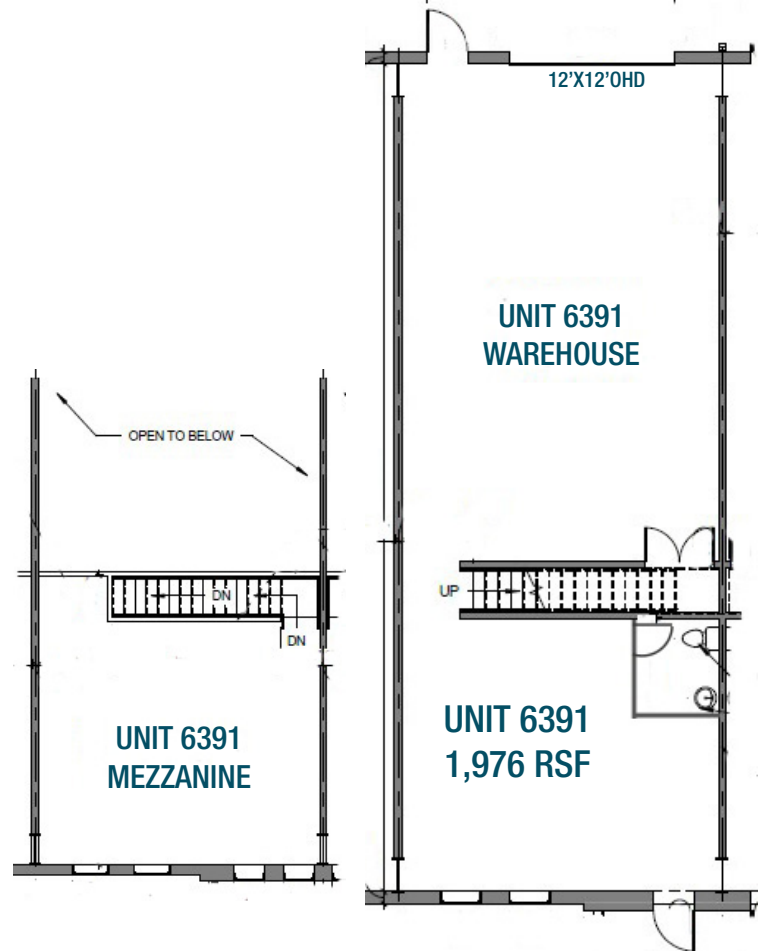 12'X12'OHD
UNIT 6391
WAREHOUSE
OPEN TO BELOW
DN
DN
UP
UNIT 6391
MEZZANINE
UNIT 6391
1,976 RSF